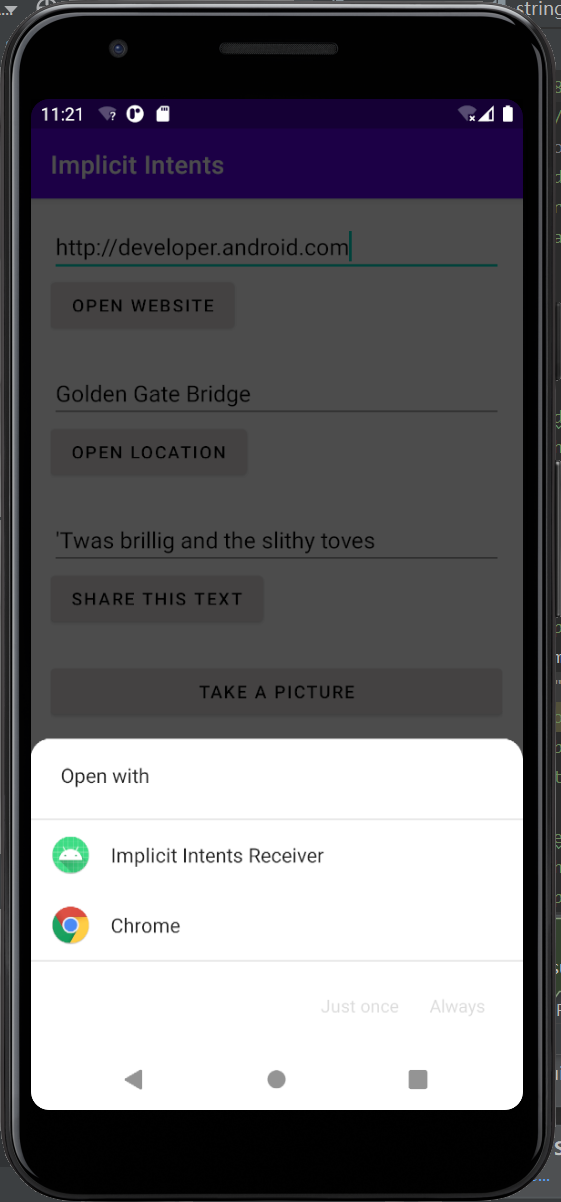 string
11:21
Implicit Intents
http://developer.android.com
OPEN WEBSITE
Golden Gate Bridge
OPEN LOCATION
'Twas brillig and the slithy toves
SHARE THIS TEXT
TAKE A PICTURE
Open with
Implicit Intents Receiver
Chrome
Just once Always